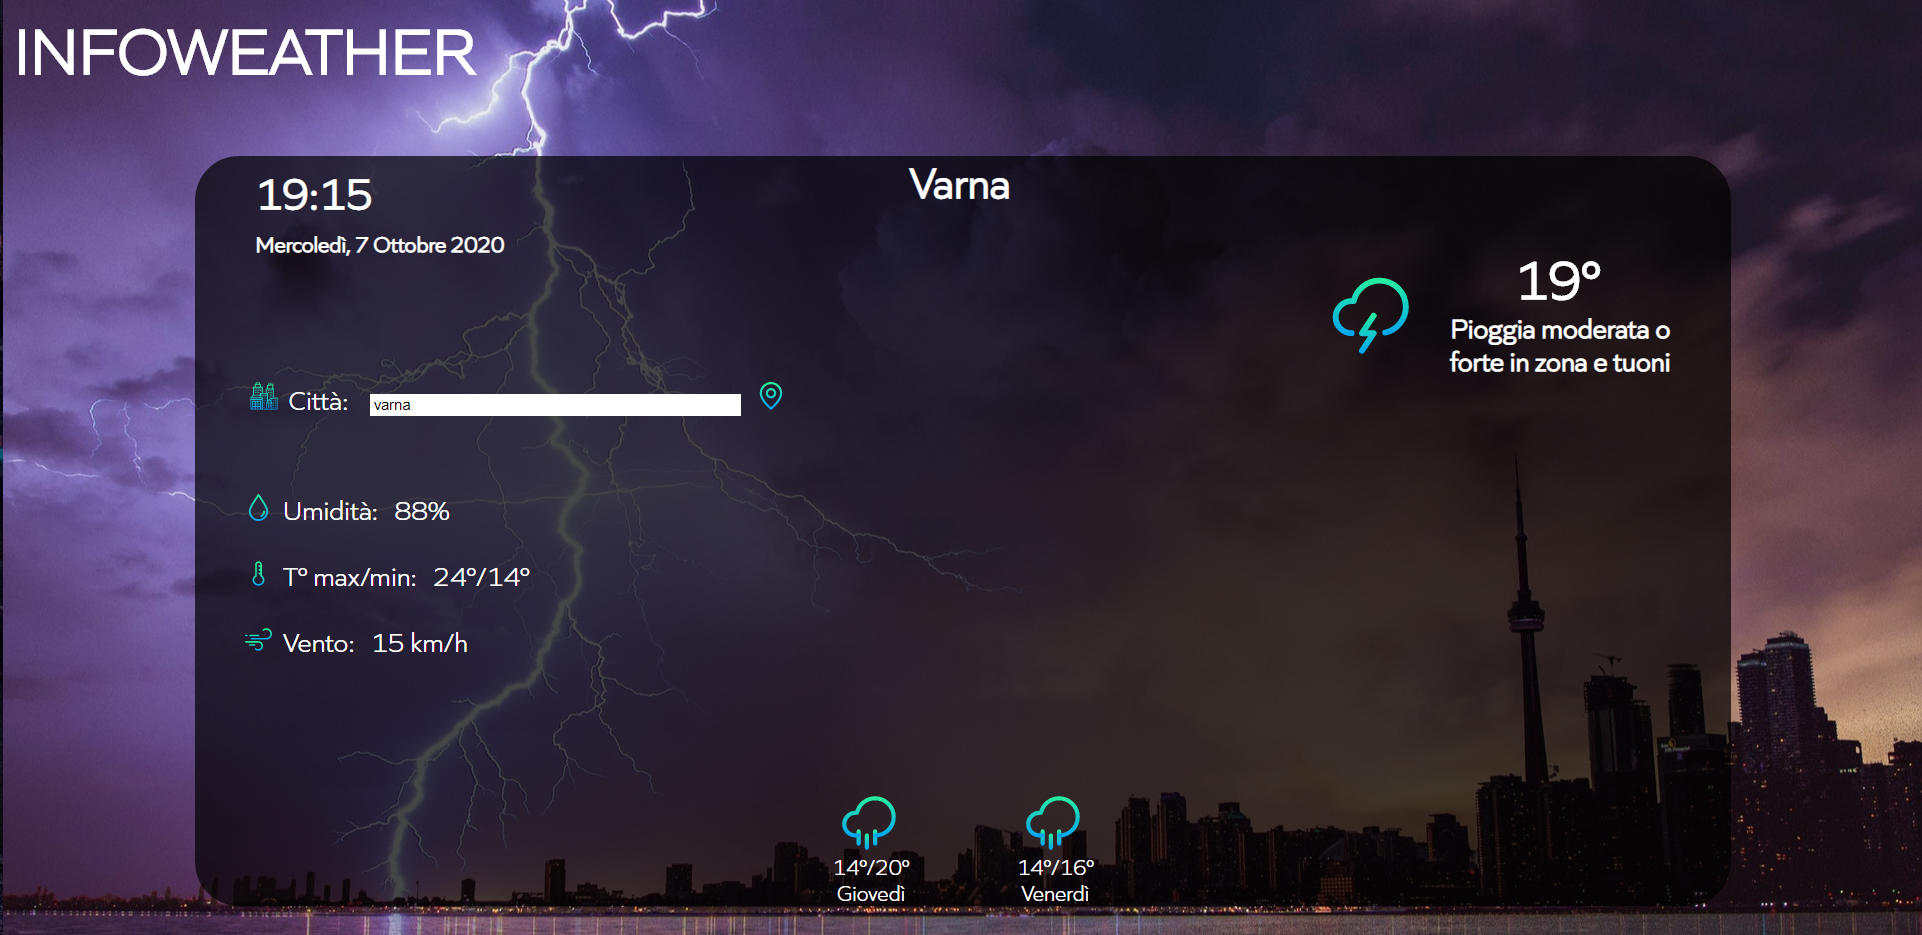 INFOWEATHER
19:15
Mercoledì, 7 Ottobre 2020
Varna
19°
Pioggia moderata o
forte in zona e tuoni
Città: varna
Umidità: 88%
T° max/min: 24°/14°
Vento: 15 km/h
14°/20°
Giovedì
14°/16°
Venerdì